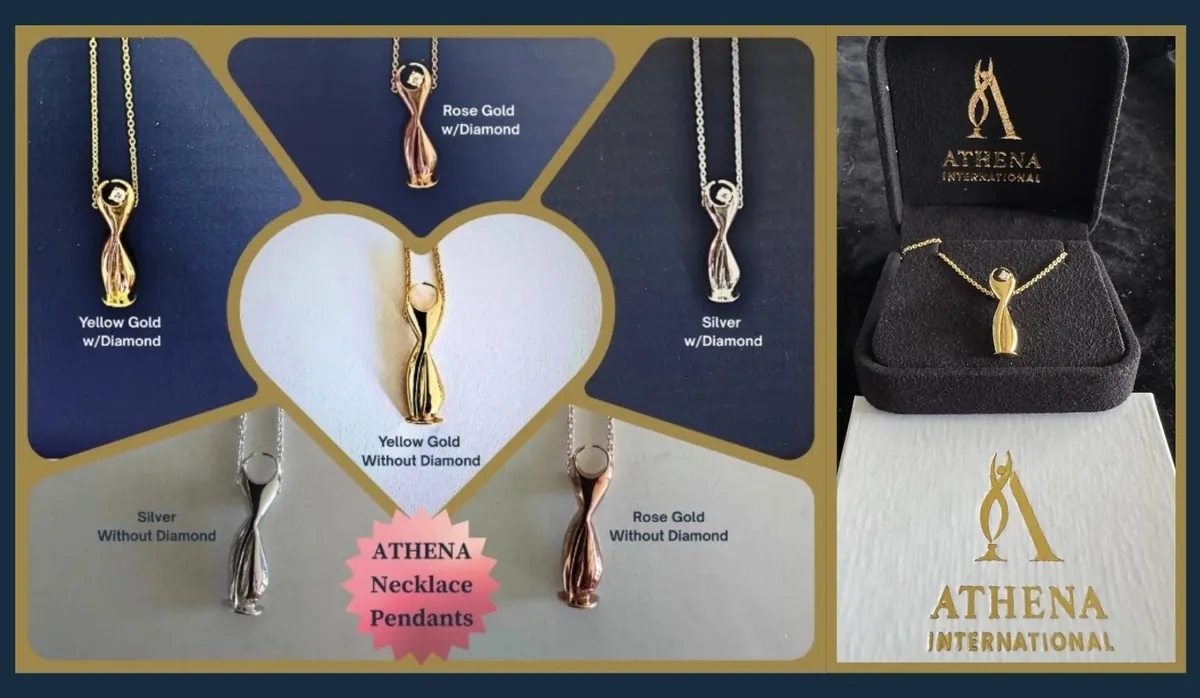 Rose Gold
w/Diamond
Yellow Gold
w/Diamond
Silver
w/Diamond
Yellow Gold
Without Diamond
Silver
Without Diamond
Rose Gold
Without Diamond
ATHENA
Necklace
Pendants
ATHENA
INTERNATIONAL
ATHENA
INTERNATIONAL